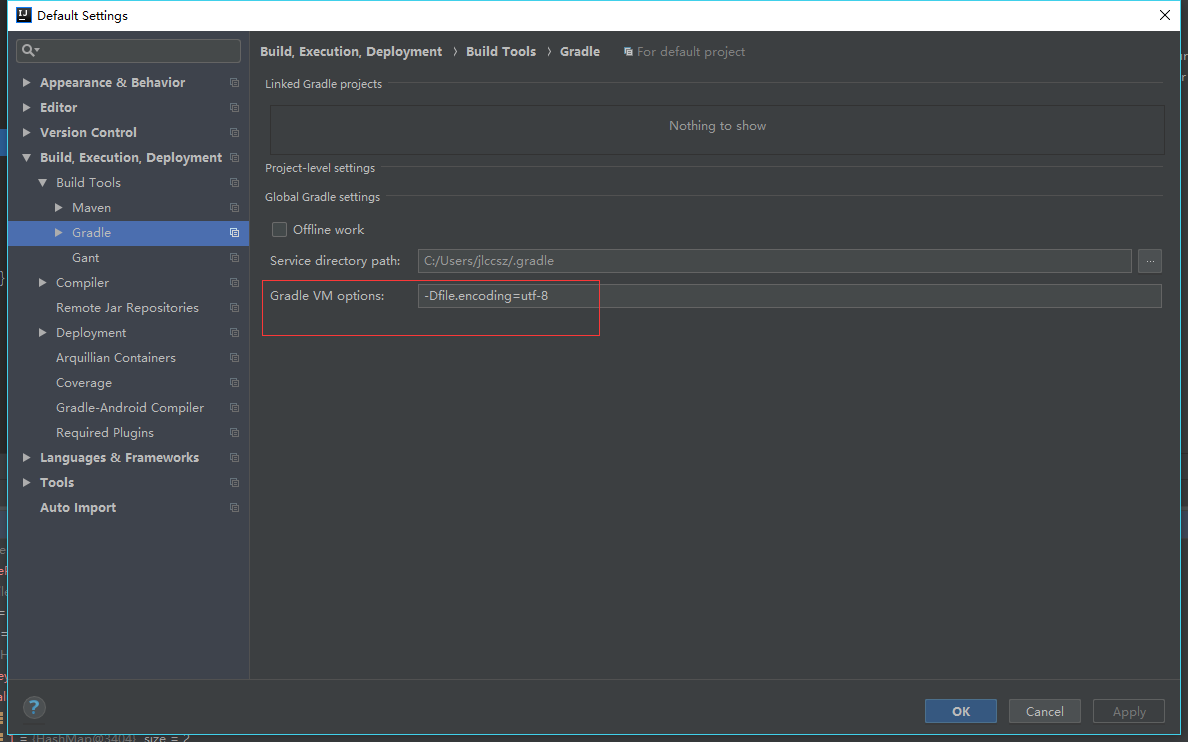 Default Settings
Build, Execution, Deployment › Build Tools › Gradle For default project
Appearance & Behavior
Editor
Version Control
Build, Execution, Deployment
Build Tools
Maven
Gradle
Gant
Compiler
Remote Jar Repositories
Deployment
Arquillian Containers
Coverage
Gradle-Android Compiler
Required Plugins
Languages & Frameworks
Tools
Auto Import
Linked Gradle projects
Nothing to show
Project-level settings
Global Gradle settings
Offline work
Service directory path: C:/Users/jlccsz/.gradle ...
Gradle VM options: -Dfile.encoding=utf-8
?
OK Cancel Apply
= {HashMap@3404} size = 2